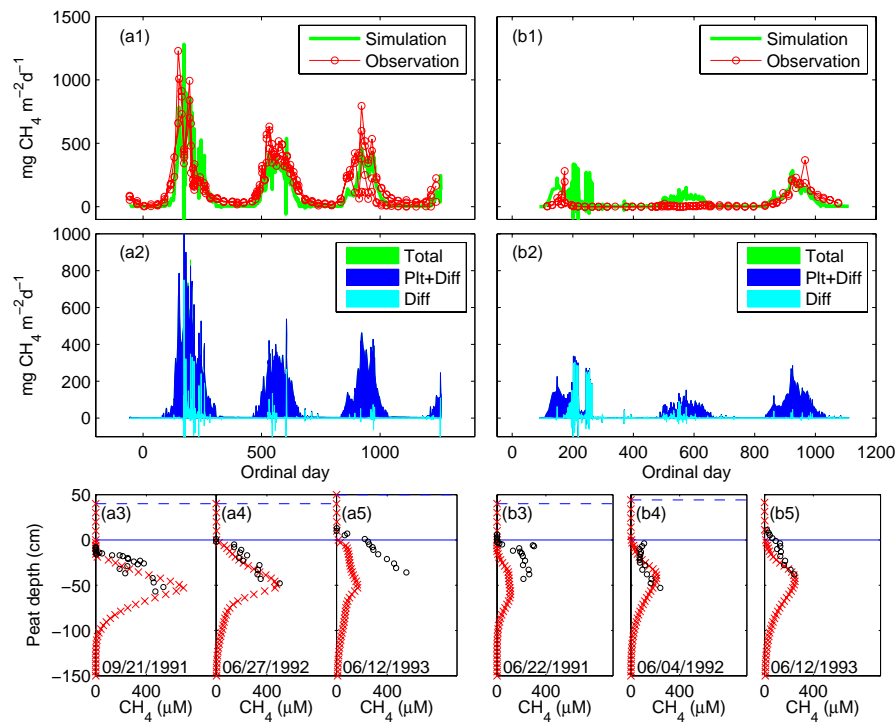 (a1)
Simulation
Observation
1500
1000
500
0
mg CH₄ m⁻²d⁻¹
(b1)
Simulation
Observation
(a2)
Total
Plt+Diff
Diff
1000
800
600
400
200
0
mg CH₄ m⁻²d⁻¹
0 500 1000
Ordinal day
(b2)
Total
Plt+Diff
Diff
0 200 400 600 800 1000 1200
Ordinal day
50
0
−50
−100
−150
Peat depth (cm)
(a3)
09/21/1991
0 400
CH₄ (μM)
(a4)
06/27/1992
0 400
CH₄ (μM)
(a5)
06/12/1993
0 400
CH₄ (μM)
(b3)
06/22/1991
0 400
CH₄ (μM)
(b4)
06/04/1992
0 400
CH₄ (μM)
(b5)
06/12/1993
0 400
CH₄ (μM)